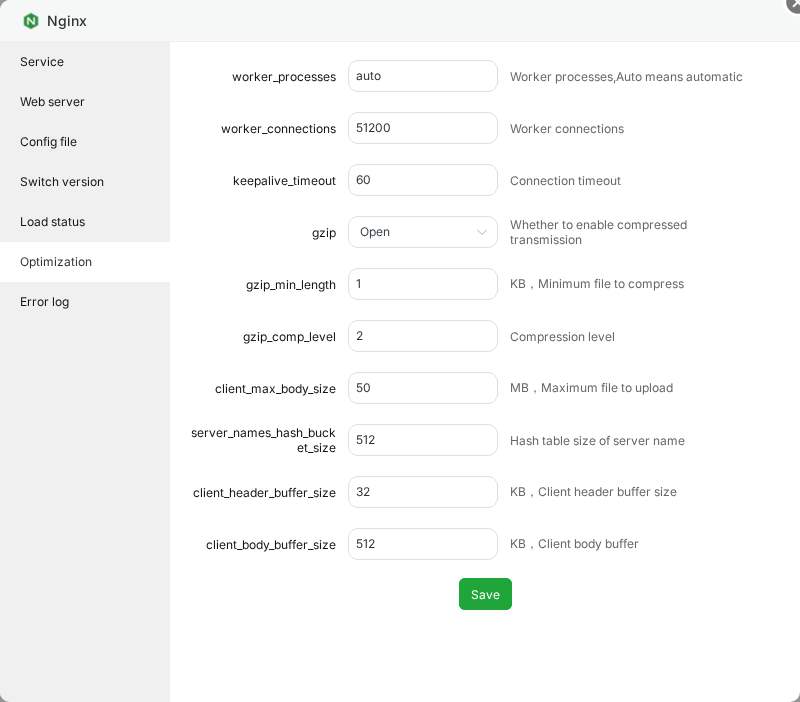 Nginx
Service
Web server
Config file
Switch version
Load status
Optimization
Error log
worker_processes auto Worker processes,Auto means automatic
worker_connections 51200 Worker connections
keepalive_timeout 60 Connection timeout
gzip Open Whether to enable compressed
transmission
gzip_min_length 1 KB，Minimum file to compress
gzip_comp_level 2 Compression level
client_max_body_size 50 MB，Maximum file to upload
server_names_hash_buck
et_size 512 Hash table size of server name
client_header_buffer_size 32 KB，Client header buffer size
client_body_buffer_size 512 KB，Client body buffer
Save